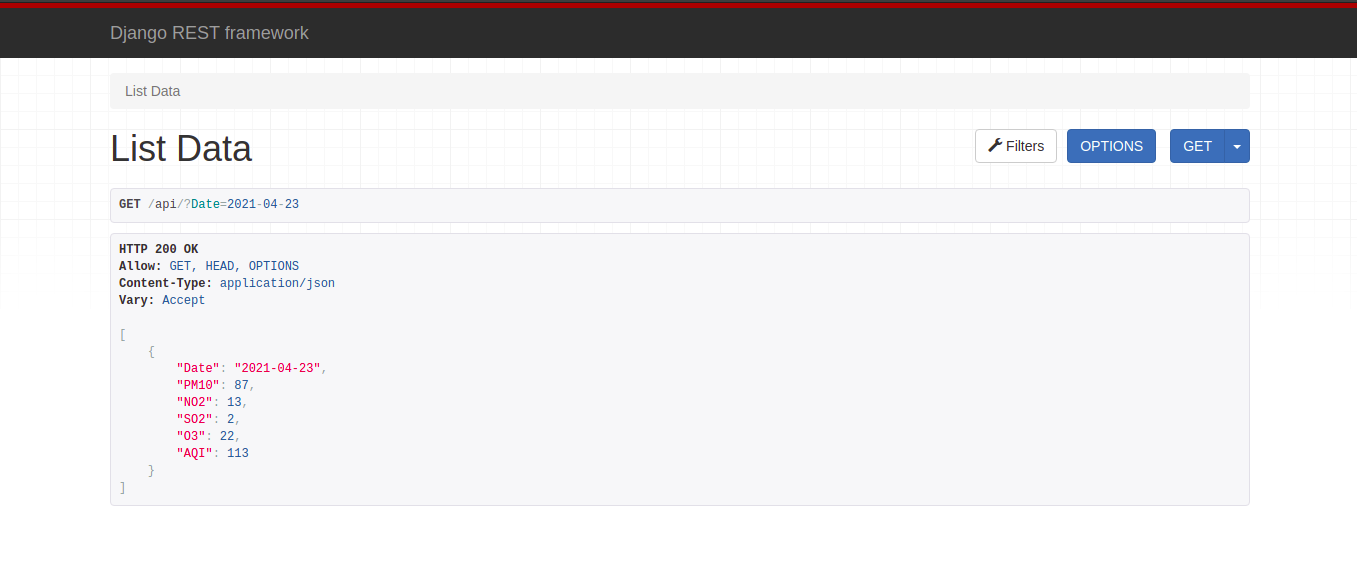 Django REST framework
List Data
List Data
Filters OPTIONS GET
GET /api/?Date=2021-04-23
HTTP 200 OK
Allow: GET, HEAD, OPTIONS
Content-Type: application/json
Vary: Accept
[
    {
        "Date": "2021-04-23",
        "PM10": 87,
        "NO2": 13,
        "SO2": 2,
        "O3": 22,
        "AQI": 113
    }
]